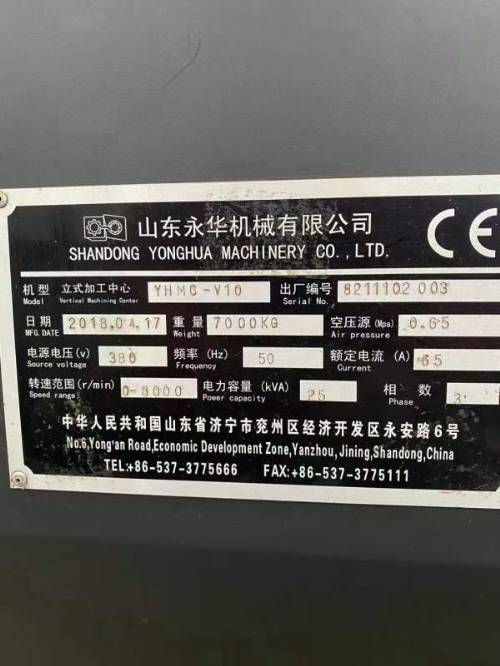 山东永华机械有限公司
SHANDONG YONGHUA MACHINERY CO.,LTD.
CE
机型 立式加工中心 YHMC-V10 出厂编号 8211102 003
Model Vertical Machining Center Serial No.
日期 2018.04.17 重量 7000KG 空压源(Mpa) 0.65
MFG.DATE Weight Air pressure
电源电压(v) 380 频率(Hz) 50 额定电流(A) 65
Source voltage Frequency Current
转速范围(r/min) 0-8000 电力容量(kVA) 25 相数 3
Speed range Power capacity Phase
中华人民共和国山东省济宁市兖州区经济开发区永安路6号
No.6,Yong'an Road,Economic Development Zone,Yanzhou,Jining,Shandong,China
TEL:+86-537-3775666 FAX:+86-537-3775111